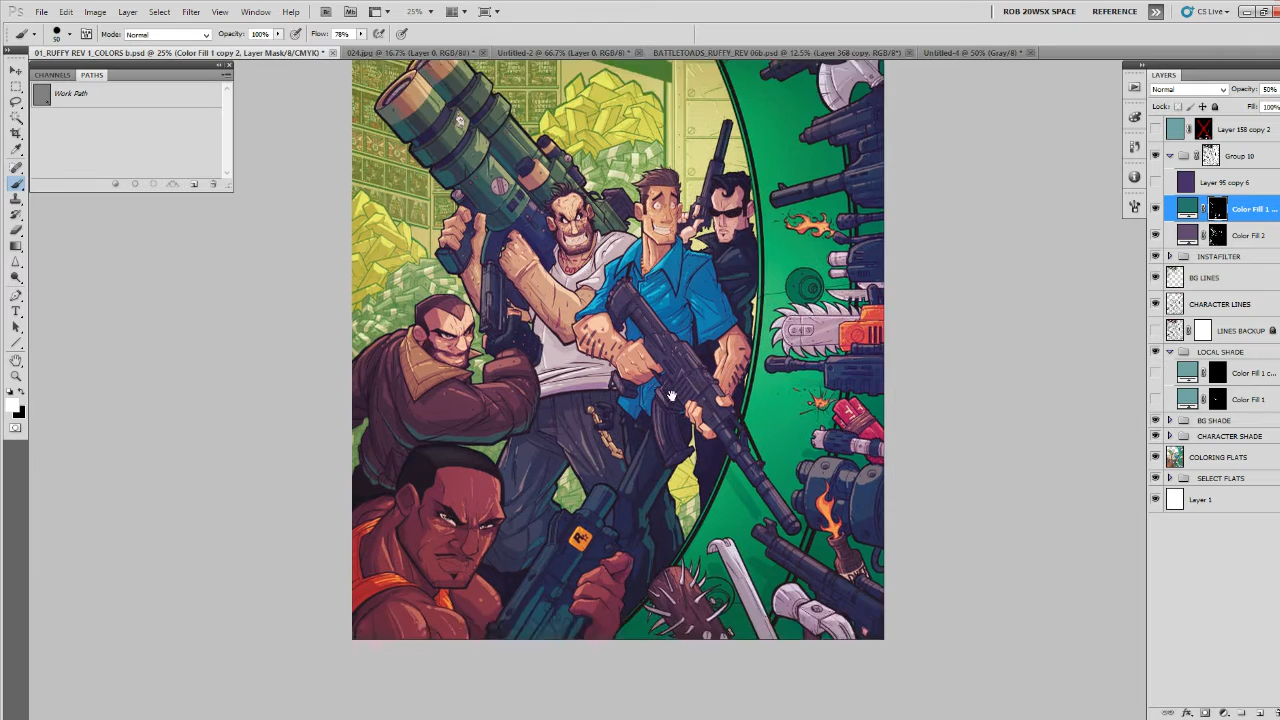 Ps File Edit Image Layer Select Filter View Window Help Br Mb 25% ROB 20WSX SPACE REFERENCE CS Live
50 Mode: Normal Opacity: 100% Flow: 78%
01_RUFFY REV 1_COLORS b.psd @ 25% (Color Fill 1 copy 2, Layer Mask/8/CMYK) * 024.jpg @ 16.7% (Layer 0, RGB/8#) * Untitled-2 @ 66.7% (Layer 0, RGB/8) * BATTLETOADS_RUFFY_REV 06b.psd @ 12.5% (Layer 368 copy, RGB/8*) Untitled-4 @ 50% (Gray/8) *
CHANNELS PATHS
Work Path
LAYERS
Normal Opacity: 50%
Lock: Fill: 100%
Layer 158 copy 2
Group 10
Layer 95 copy 6
Color Fill 1 ...
Color Fill 2
INSTAFILTER
BG LINES
CHARACTER LINES
LINES BACKUP
LOCAL SHADE
Color Fill 1 c...
Color Fill 1
BG SHADE
CHARACTER SHADE
COLORING FLATS
SELECT FLATS
Layer 1
R